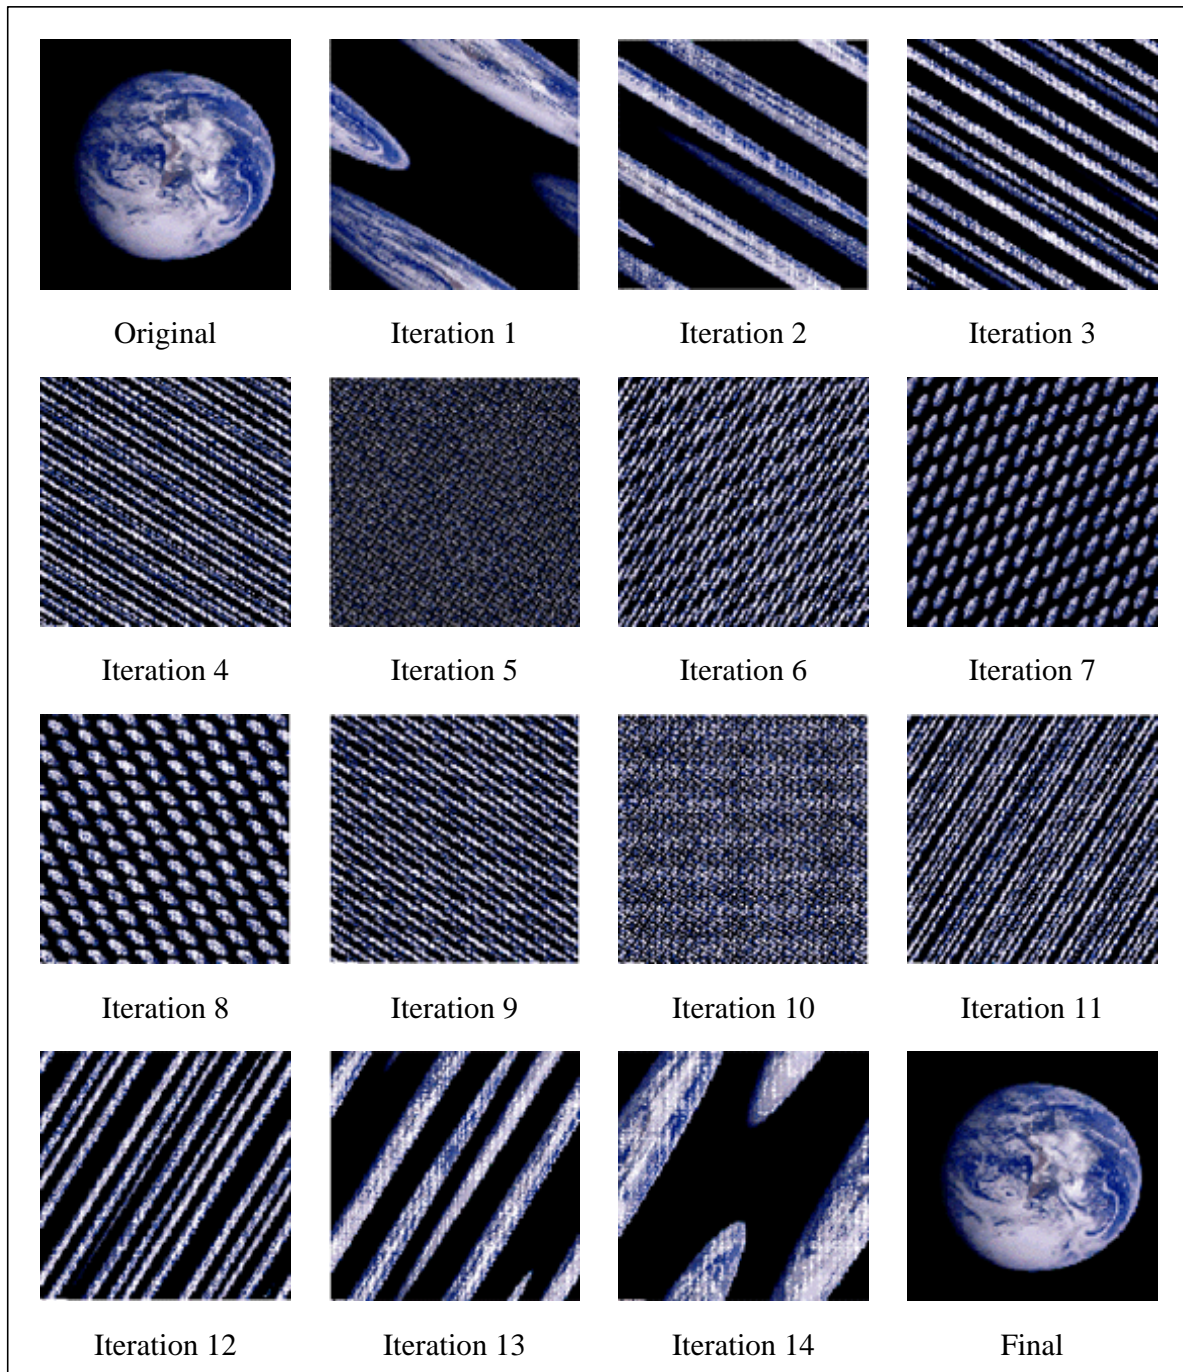 Original Iteration 1 Iteration 2 Iteration 3
Iteration 4 Iteration 5 Iteration 6 Iteration 7
Iteration 8 Iteration 9 Iteration 10 Iteration 11
Iteration 12 Iteration 13 Iteration 14 Final